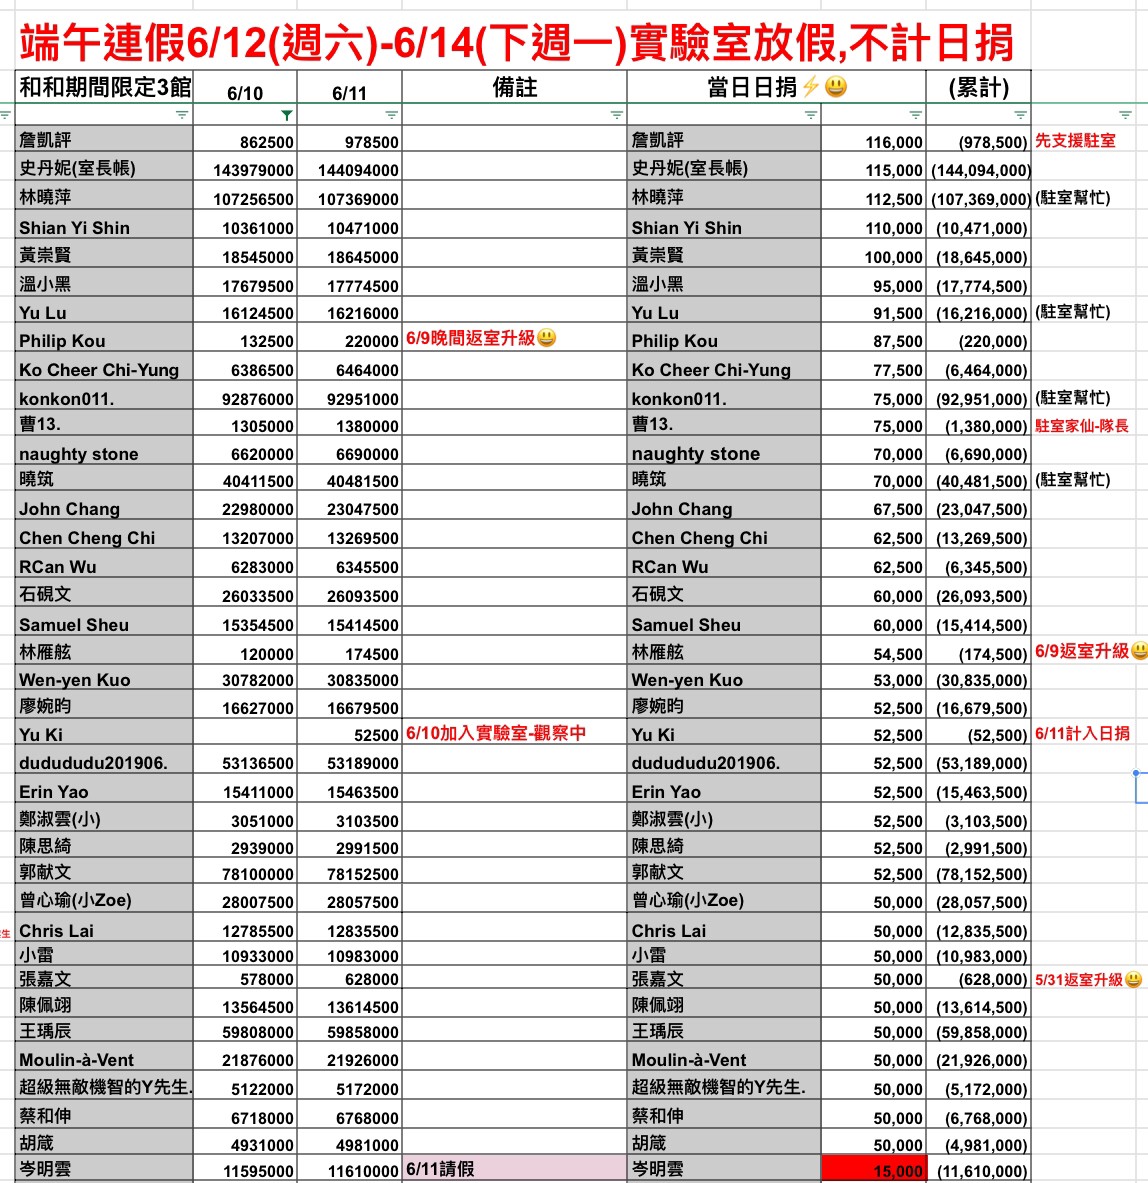 端午連假6/12(週六)-6/14(下週一)實驗室放假,不計日捐
和和期間限定3館 6/10 6/11 備註 當日日捐⚡😃 (累計)
詹凱評 862500 978500 詹凱評 116,000 (978,500) 先支援駐室
史丹妮(室長帳) 143979000 144094000 史丹妮(室長帳) 115,000 (144,094,000)
林曉萍 107256500 107369000 林曉萍 112,500 (107,369,000) (駐室幫忙)
Shian Yi Shin 10361000 10471000 Shian Yi Shin 110,000 (10,471,000)
黃崇賢 18545000 18645000 黃崇賢 100,000 (18,645,000)
溫小黑 17679500 17774500 溫小黑 95,000 (17,774,500)
Yu Lu 16124500 16216000 Yu Lu 91,500 (16,216,000) (駐室幫忙)
Philip Kou 132500 220000 6/9晚間返室升級😃 Philip Kou 87,500 (220,000)
Ko Cheer Chi-Yung 6386500 6464000 Ko Cheer Chi-Yung 77,500 (6,464,000)
konkon011. 92876000 92951000 konkon011. 75,000 (92,951,000) (駐室幫忙)
曹13. 1305000 1380000 曹13. 75,000 (1,380,000) 駐室家仙-隊長
naughty stone 6620000 6690000 naughty stone 70,000 (6,690,000)
曉筑 40411500 40481500 曉筑 70,000 (40,481,500) (駐室幫忙)
John Chang 22980000 23047500 John Chang 67,500 (23,047,500)
Chen Cheng Chi 13207000 13269500 Chen Cheng Chi 62,500 (13,269,500)
RCan Wu 6283000 6345500 RCan Wu 62,500 (6,345,500)
石硯文 26033500 26093500 石硯文 60,000 (26,093,500)
Samuel Sheu 15354500 15414500 Samuel Sheu 60,000 (15,414,500)
林雁舷 120000 174500 林雁舷 54,500 (174,500) 6/9返室升級😃
Wen-yen Kuo 30782000 30835000 Wen-yen Kuo 53,000 (30,835,000)
廖婉昀 16627000 16679500 廖婉昀 52,500 (16,679,500)
Yu Ki 52500 6/10加入實驗室-觀察中 Yu Ki 52,500 (52,500) 6/11計入日捐
dudududu201906. 53136500 53189000 dudududu201906. 52,500 (53,189,000)
Erin Yao 15411000 15463500 Erin Yao 52,500 (15,463,500)
鄭淑雲(小) 3051000 3103500 鄭淑雲(小) 52,500 (3,103,500)
陳思綺 2939000 2991500 陳思綺 52,500 (2,991,500)
郭献文 78100000 78152500 郭献文 52,500 (78,152,500)
曾心瑜(小Zoe) 28007500 28057500 曾心瑜(小Zoe) 50,000 (28,057,500)
生 Chris Lai 12785500 12835500 Chris Lai 50,000 (12,835,500)
小雷 10933000 10983000 小雷 50,000 (10,983,000)
張嘉文 578000 628000 張嘉文 50,000 (628,000) 5/31返室升級😃
陳佩翊 13564500 13614500 陳佩翊 50,000 (13,614,500)
王瑀辰 59808000 59858000 王瑀辰 50,000 (59,858,000)
Moulin-à-Vent 21876000 21926000 Moulin-à-Vent 50,000 (21,926,000)
超級無敵機智的Y先生. 5122000 5172000 超級無敵機智的Y先生. 50,000 (5,172,000)
蔡和伸 6718000 6768000 蔡和伸 50,000 (6,768,000)
胡箴 4931000 4981000 胡箴 50,000 (4,981,000)
岑明雲 11595000 11610000 6/11請假 岑明雲 15,000 (11,610,000)